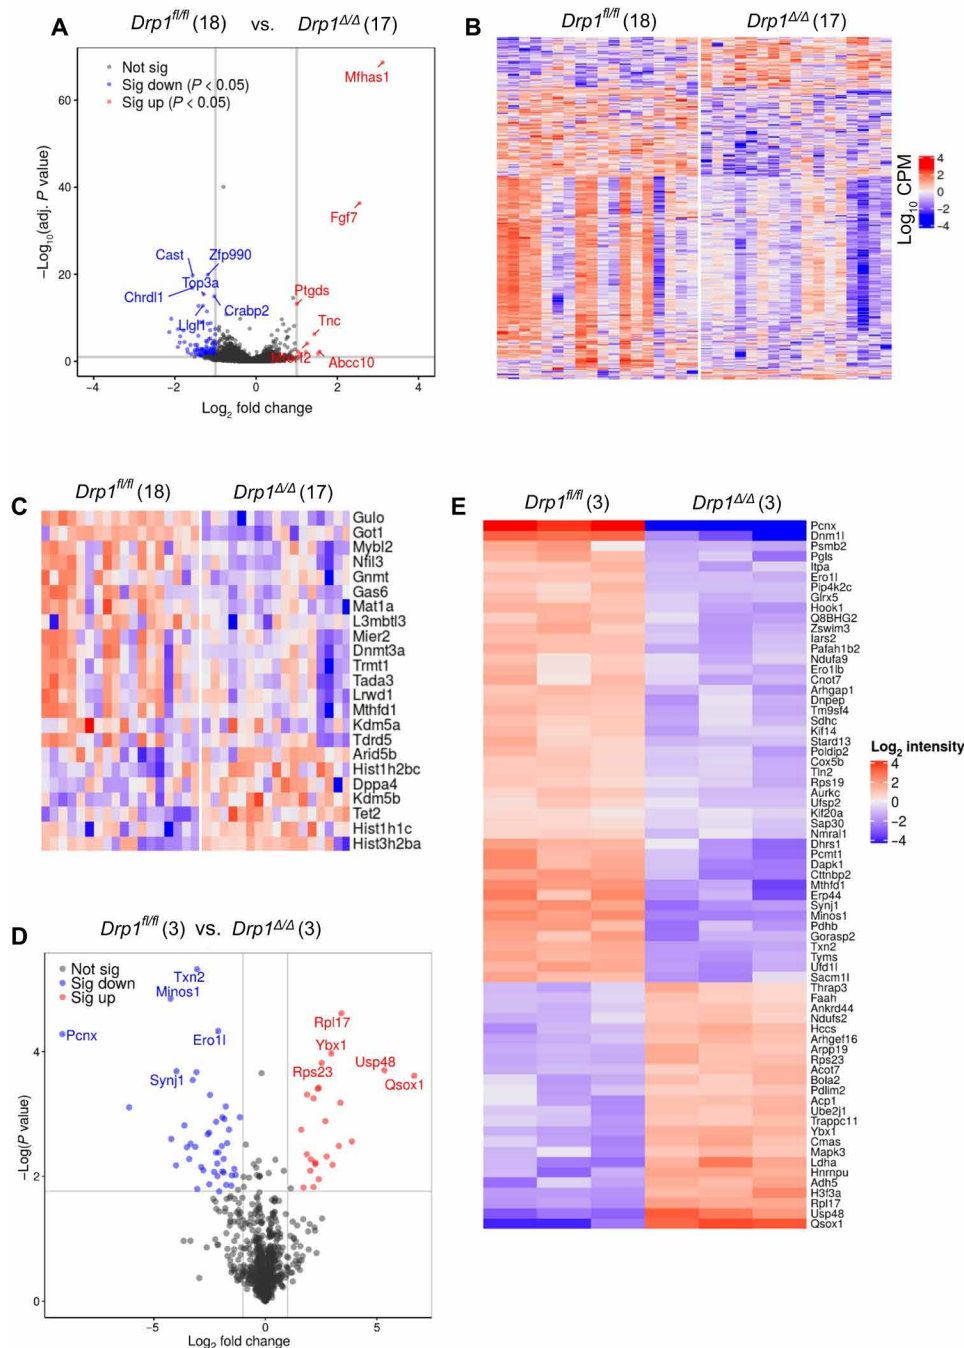 A
Drp1fl/fl (18) vs. Drp1Δ/Δ (17)
Not sig
Sig down (P < 0.05)
Sig up (P < 0.05)
Mfhas1
Fgf7
Cast
Zfp990
Top3a
Chrdl1
Llgl1
Crabp2
Ptgds
Tnc
Abcc10
60
40
20
0
−Log10(adj. P value)
−4
−2
0
2
4
Log2 fold change
B
Drp1fl/fl (18)
Drp1Δ/Δ (17)
Log10 CPM
4
2
0
−2
−4
C
Drp1fl/fl (18)
Drp1Δ/Δ (17)
Gulo
Got1
Mybl2
Nfil3
Gnmt
Gas6
Mat1a
L3mbtl3
Mier2
Dnmt3a
Trmt1
Tada3
Lrwd1
Mthfd1
Kdm5a
Tdrd5
Arid5b
Hist1h2bc
Dppa4
Kdm5b
Tet2
Hist1h1c
Hist3h2ba
D
Drp1fl/fl (3) vs. Drp1Δ/Δ (3)
Not sig
Sig down
Sig up
Txn2
Minos1
Pcnx
Ero1l
Synj1
Rpl17
Ybx1
Rps23
Usp48
Qsox1
4
2
0
−Log(P value)
−5
0
5
Log2 fold change
E
Drp1fl/fl (3)
Drp1Δ/Δ (3)
Pcnx
Dnm1l
Psmb2
Pgls
Itpa
Ero1l
Pip4k2c
Glrx5
Hook1
Q8BHG2
Zswim3
Iars2
Pafah1b2
Ndufa9
Ero1lb
Cnot7
Arhgap1
Dnpep
Tm9sf4
Sdhc
Kif14
Stard13
Poldip2
Cox5b
Tln2
Rps19
Aurkc
Ufsp2
Kif20a
Sap30
Nmral1
Dhrs1
Pcmt1
Dapk1
Cttnbp2
Mthfd1
Erp44
Synj1
Minos1
Pdhb
Gorasp2
Txn2
Tyms
Ufd1l
Sacm1l
Thrap3
Faah
Ankrd44
Ndufs2
Hccs
Arhgef16
Arpp19
Rps23
Acot7
Bola2
Pdlim2
Acp1
Ube2j1
Trappc11
Ybx1
Cmas
Mapk3
Ldha
Hnrnpu
Adh5
H3f3a
Rpl17
Usp48
Qsox1
Log2 intensity
4
2
0
−2
−4